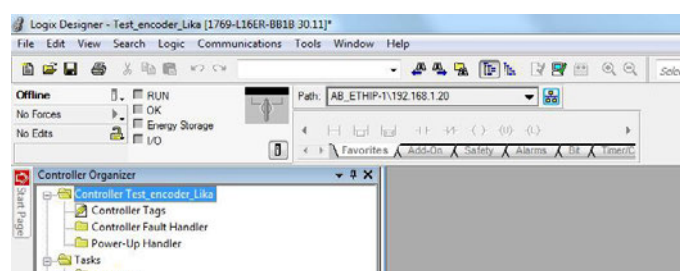 Logix Designer - Test_encoder_Lika [1769-L16ER-BB1B 30.11]*
File Edit View Search Logic Communications Tools Window Help
Offline RUN Path: AB_ETHIP-1\192.168.1.20
No Forces OK
No Edits Energy Storage
I/O
Favorites Add-On Safety Alarms Bit Timer/C
Controller Organizer
Start Page
Controller Test_encoder_Lika
Controller Tags
Controller Fault Handler
Power-Up Handler
Tasks